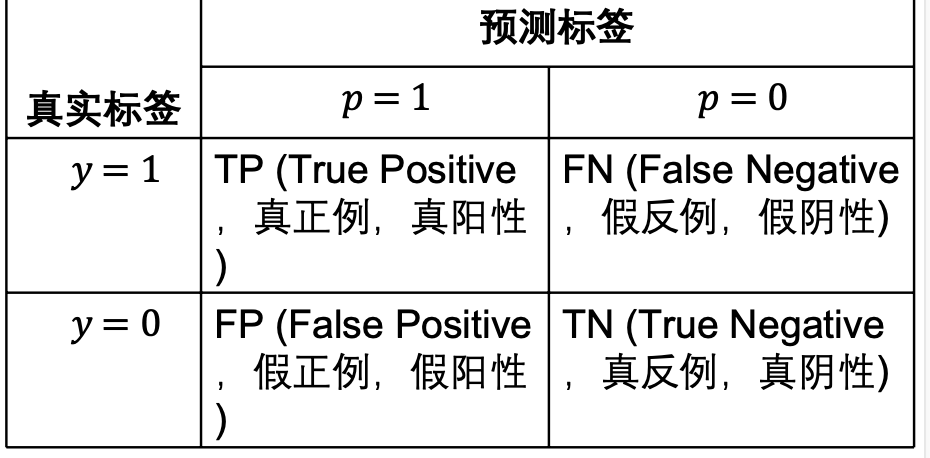 预测标签
真实标签
p = 1
p = 0
y = 1
TP (True Positive
，真正例，真阳性
)
FN (False Negative
，假反例，假阴性)
y = 0
FP (False Positive
，假正例，假阳性
)
TN (True Negative
，真反例，真阴性)